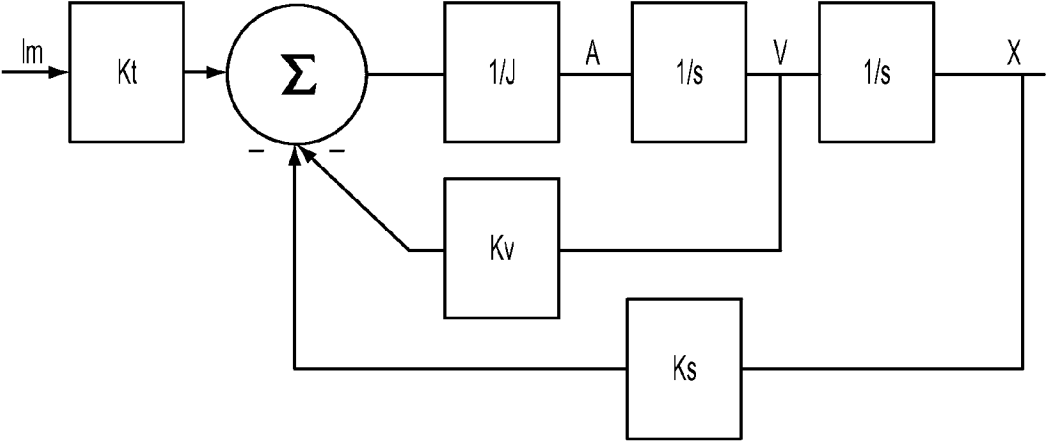 Im
Kt
Σ
1/J
A
1/s
V
1/s
X
− −
Kv
Ks